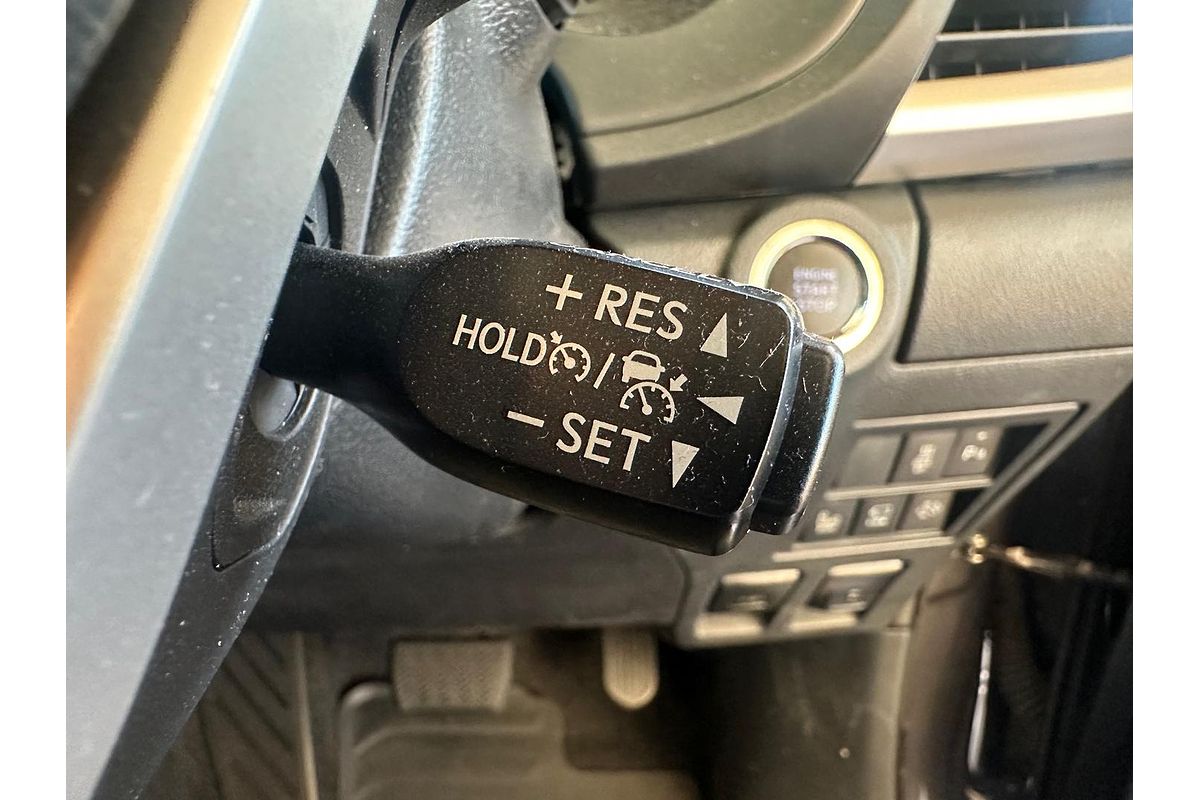 + RES
HOLD /
− SET
ENGINE
START
STOP